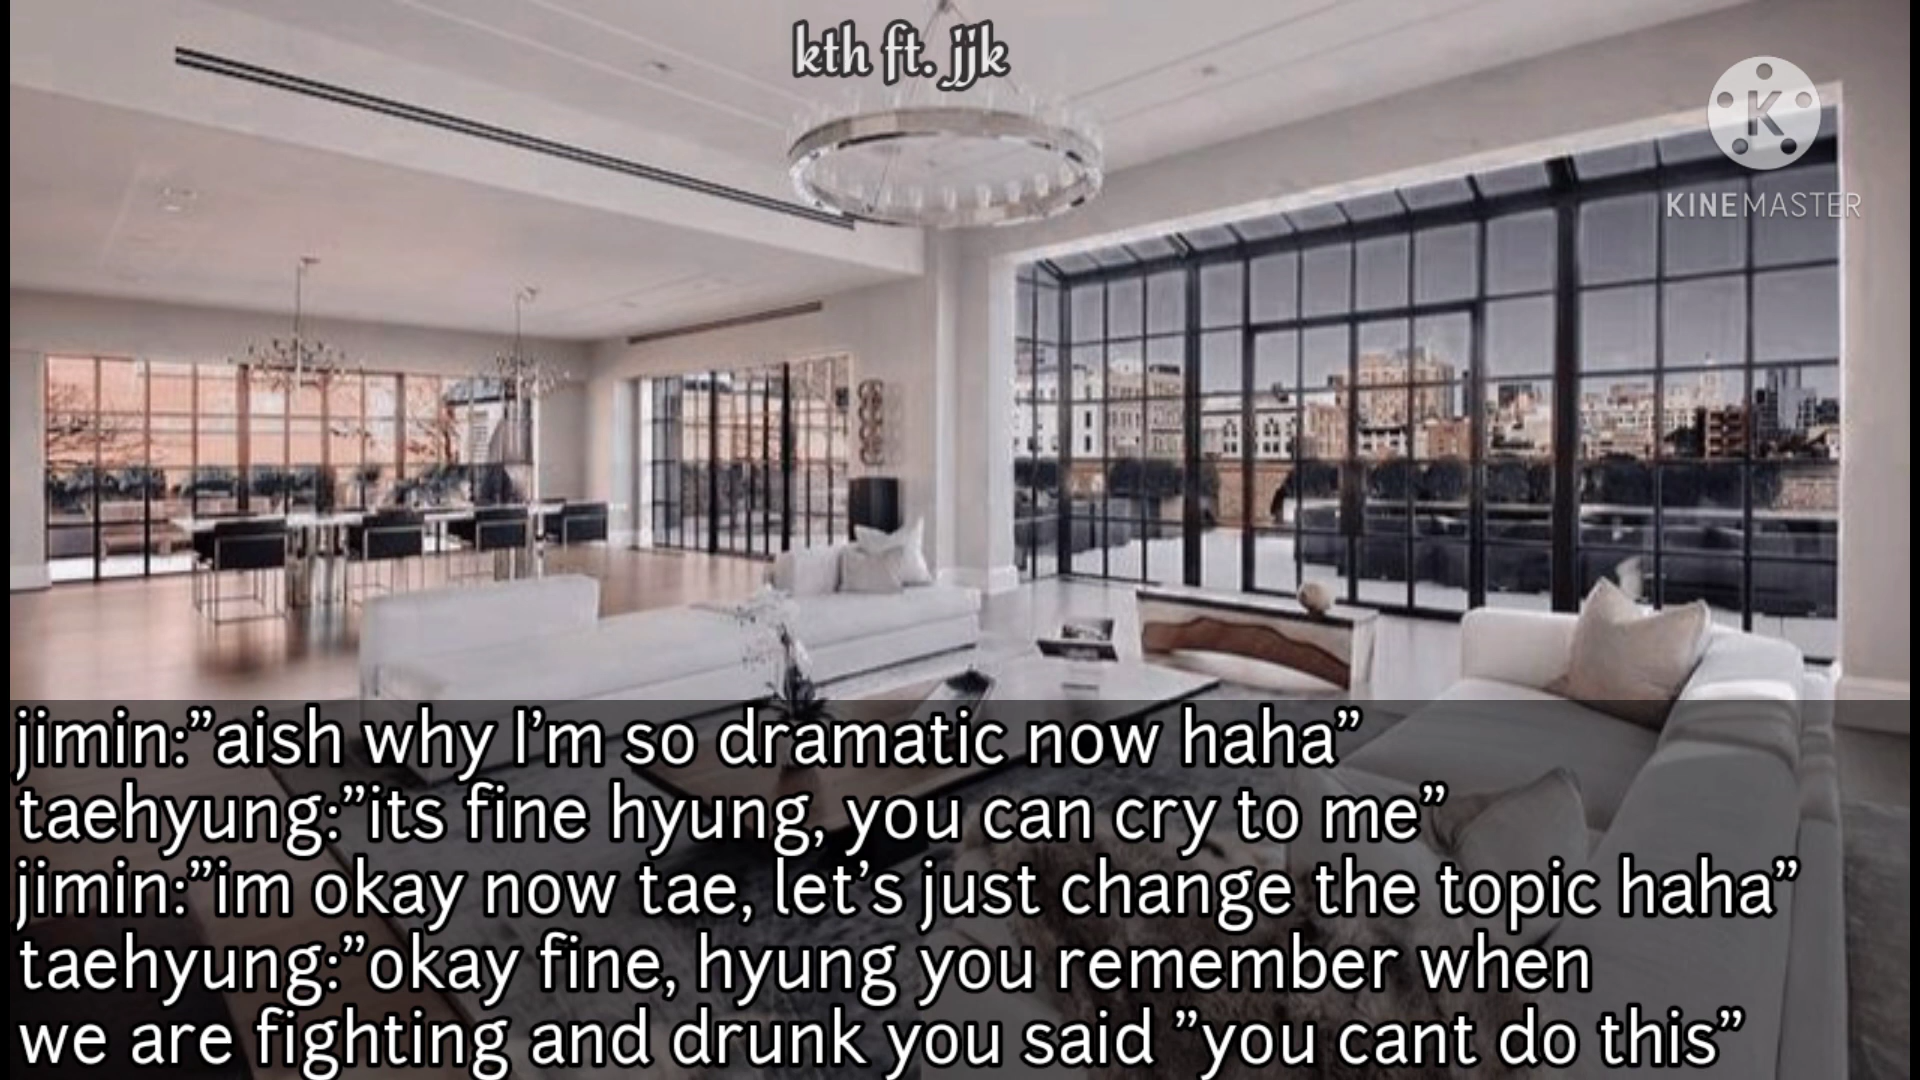 kth ft. jjk
K
KINEMASTER
jimin:”aish why I’m so dramatic now haha”
taehyung:”its fine hyung, you can cry to me”
jimin:”im okay now tae, let’s just change the topic haha”
taehyung:”okay fine, hyung you remember when
we are fighting and drunk you said ”you cant do this”